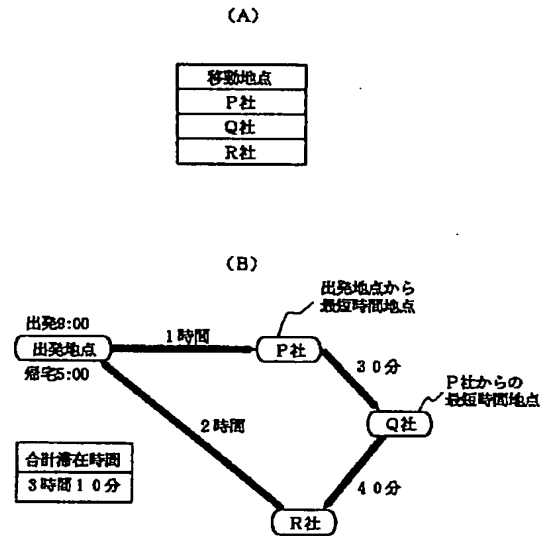 (A)
移動地点
P社
Q社
R社
(B)
出発地点から
最短時間地点
出発9:00
出発地点
帰宅5:00
1時間
P社
30分
P社からの
最短時間地点
Q社
2時間
40分
合計滞在時間
3時間10分
R社